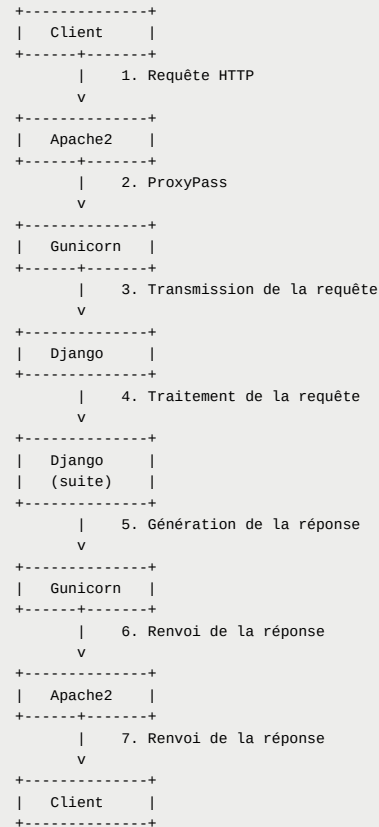 +--------------+
|   Client     |
+------+-------+
       |    1. Requête HTTP
       v
+--------------+
|   Apache2    |
+------+-------+
       |    2. ProxyPass
       v
+--------------+
|   Gunicorn   |
+------+-------+
       |    3. Transmission de la requête
       v
+--------------+
|   Django     |
+--------------+
       |    4. Traitement de la requête
       v
+--------------+
|   Django     |
|   (suite)    |
+--------------+
       |    5. Génération de la réponse
       v
+--------------+
|   Gunicorn   |
+------+-------+
       |    6. Renvoi de la réponse
       v
+--------------+
|   Apache2    |
+------+-------+
       |    7. Renvoi de la réponse
       v
+--------------+
|   Client     |
+--------------+